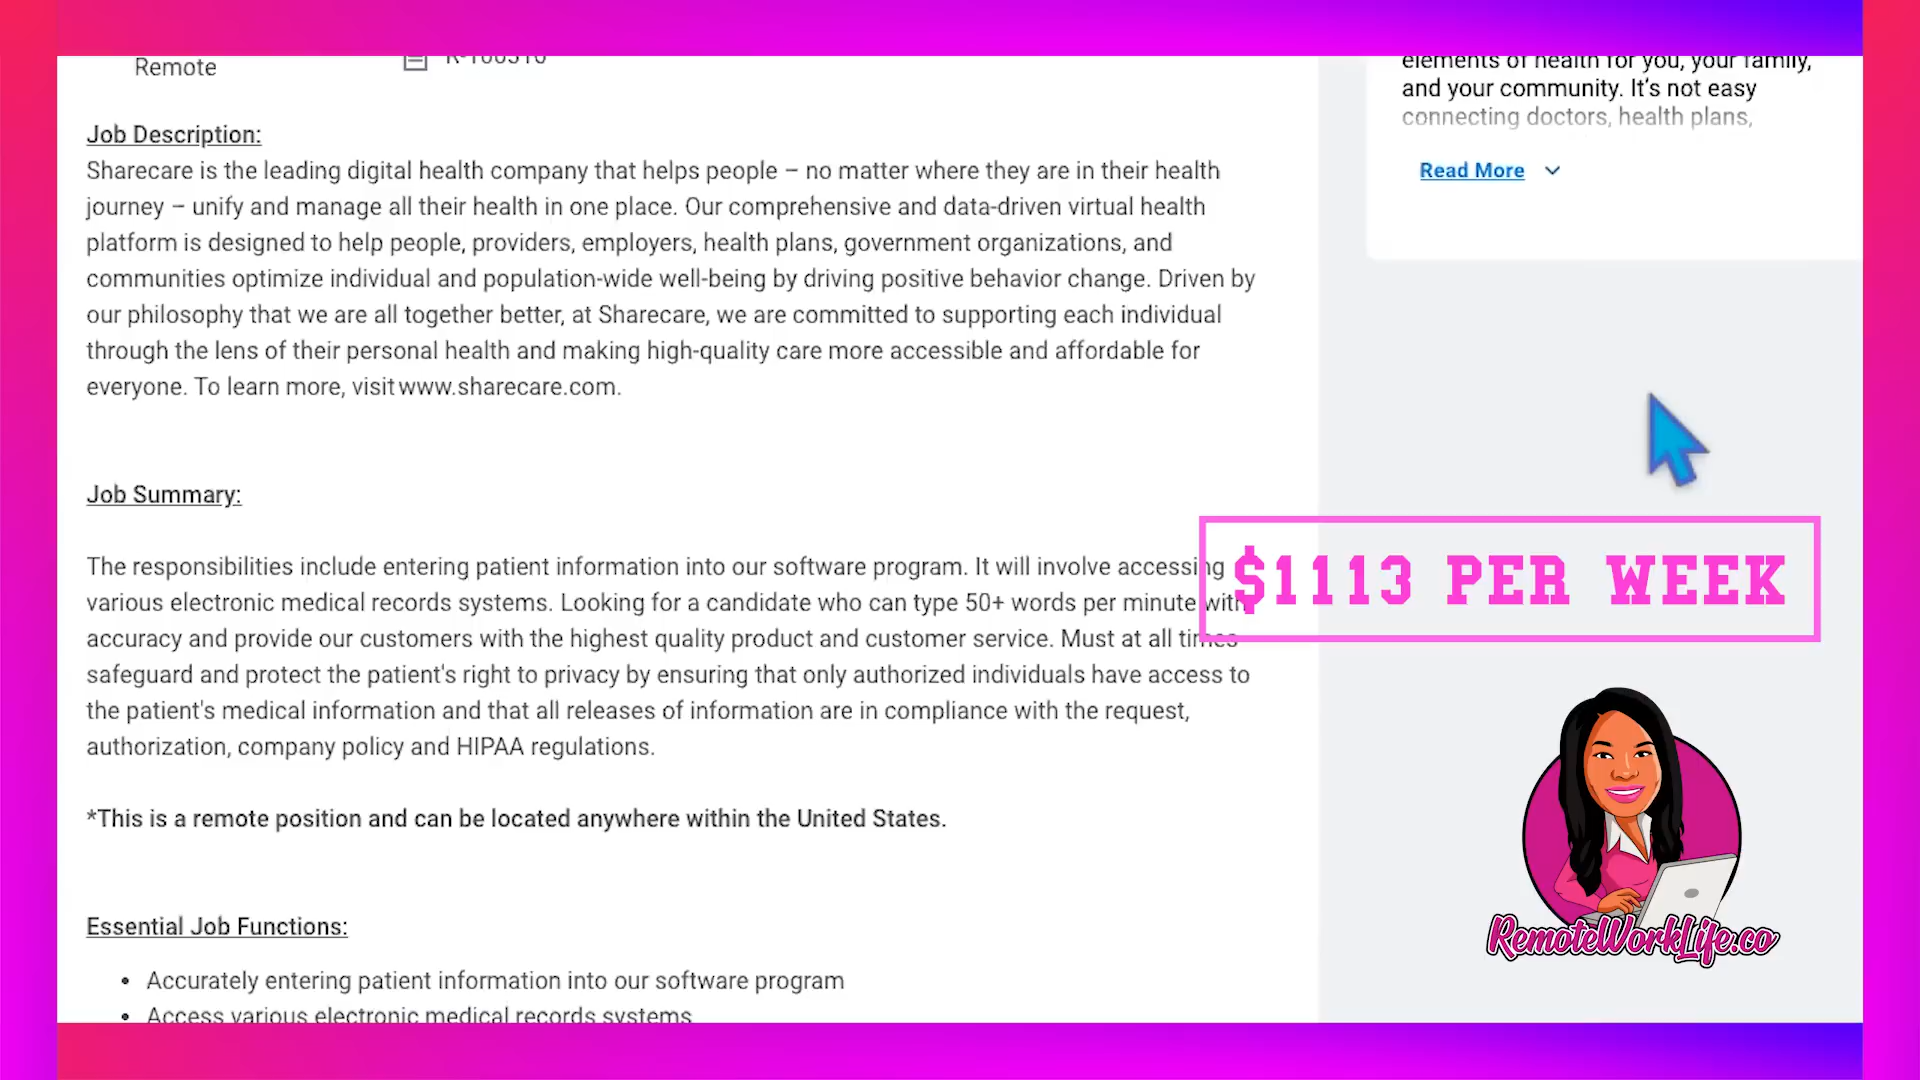 Remote
R-100310
Job Description:
Sharecare is the leading digital health company that helps people – no matter where they are in their health
journey – unify and manage all their health in one place. Our comprehensive and data-driven virtual health
platform is designed to help people, providers, employers, health plans, government organizations, and
communities optimize individual and population-wide well-being by driving positive behavior change. Driven by
our philosophy that we are all together better, at Sharecare, we are committed to supporting each individual
through the lens of their personal health and making high-quality care more accessible and affordable for
everyone. To learn more, visit www.sharecare.com.
Job Summary:
The responsibilities include entering patient information into our software program. It will involve accessing
various electronic medical records systems. Looking for a candidate who can type 50+ words per minute with
accuracy and provide our customers with the highest quality product and customer service. Must at all times
safeguard and protect the patient's right to privacy by ensuring that only authorized individuals have access to
the patient's medical information and that all releases of information are in compliance with the request,
authorization, company policy and HIPAA regulations.
*This is a remote position and can be located anywhere within the United States.
Essential Job Functions:
• Accurately entering patient information into our software program
• Access various electronic medical records systems
elements of health for you, your family,
and your community. It's not easy
connecting doctors, health plans,
Read More
$1113 PER WEEK
RemoteWorkLife.co